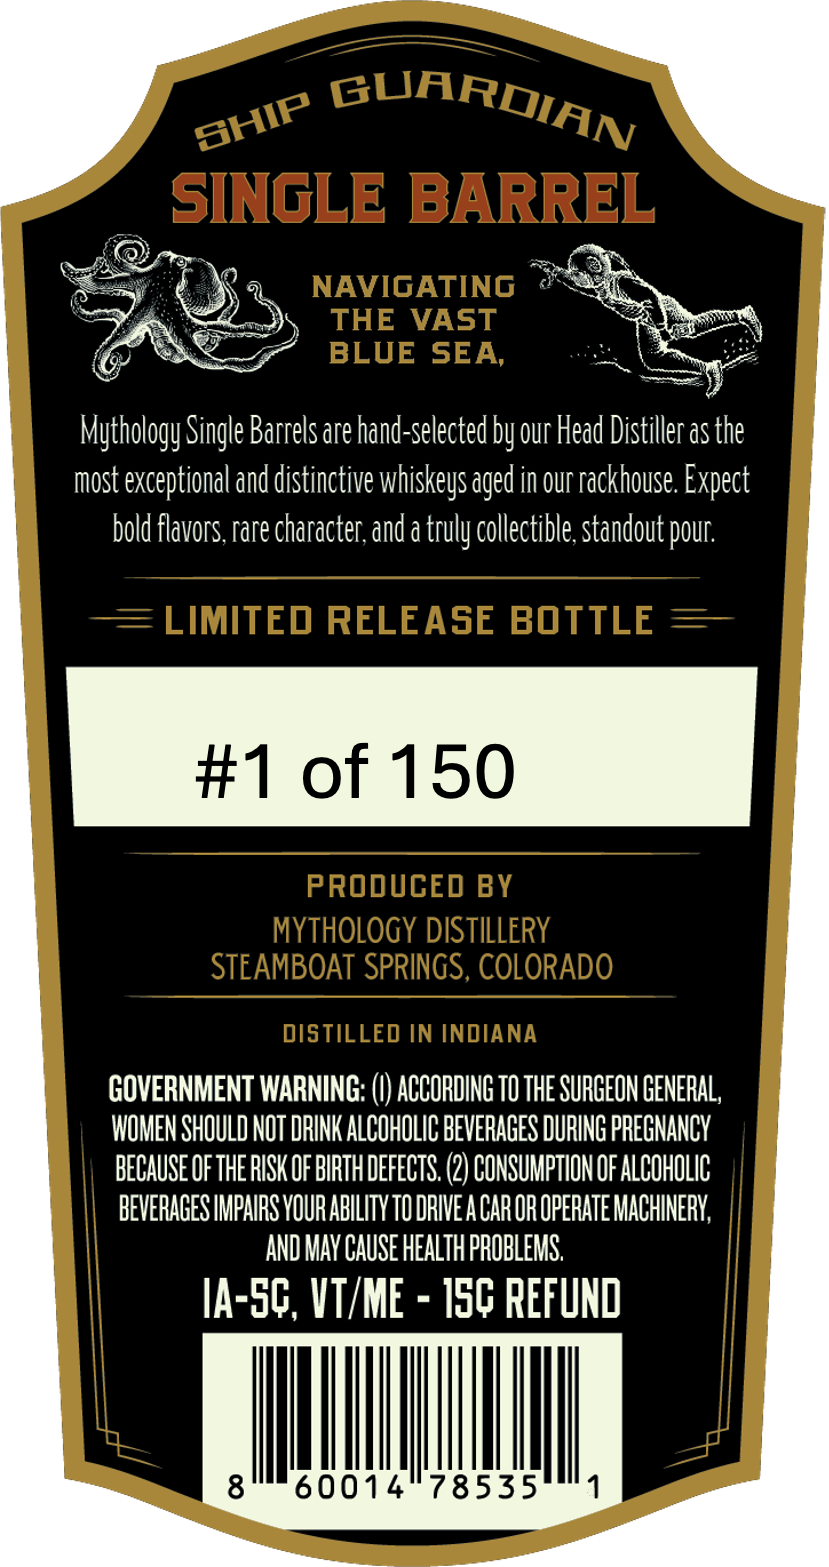 SHIP GUARDIAN
SINGLE BARREL
NAVIGATING
THE VAST
BLUE SEA,
Mythology Single Barrels are hand-selected by our Head Distiller as the
most exceptional and distinctive whiskeys aged in our rackhouse. Expect
bold flavors, rare character, and a truly collectible, standout pour.
LIMITED RELEASE BOTTLE
#1 of 150
PRODUCED BY
MYTHOLOGY DISTILLERY
STEAMBOAT SPRINGS, COLORADO
DISTILLED IN INDIANA
GOVERNMENT WARNING: (1) ACCORDING TO THE SURGEON GENERAL,
WOMEN SHOULD NOT DRINK ALCOHOLIC BEVERAGES DURING PREGNANCY
BECAUSE OF THE RISK OF BIRTH DEFECTS. (2) CONSUMPTION OF ALCOHOLIC
BEVERAGES IMPAIRS YOUR ABILITY TO DRIVE A CAR OR OPERATE MACHINERY,
AND MAY CAUSE HEALTH PROBLEMS.
IA-5¢, VT/ME - 15¢ REFUND
8 60014 78535 1